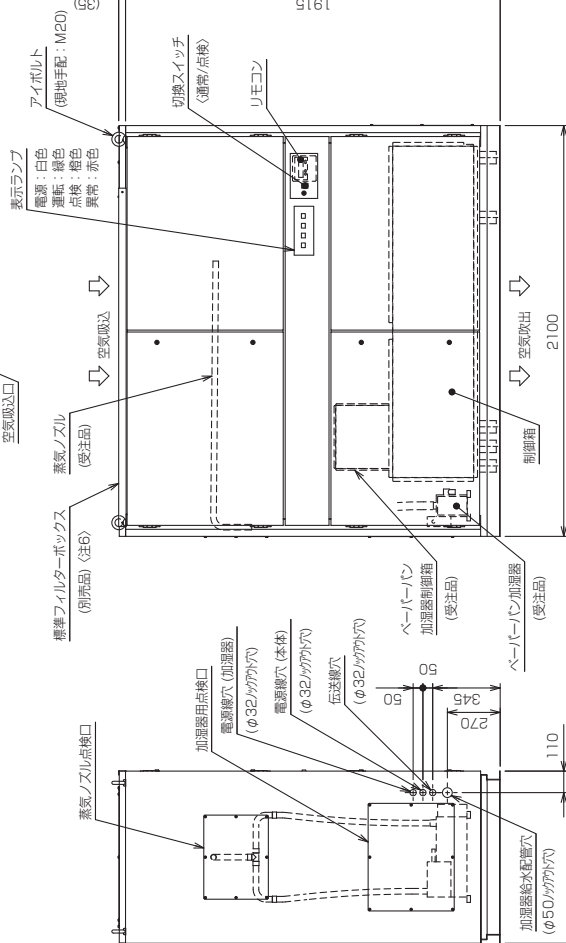 (35)
1915
アイボルト
(現地手配：M20)
切換スイッチ
〈通常/点検〉
リモコン
表示ランプ
電源：白色
運転：緑色
点検：橙色
異常：赤色
空気吸込口
空気吸込
蒸気ノズル
(受注品)
標準フィルターボックス
(別売品)〈注6〉
空気吹出
2100
制御箱
ペーパーパン
加湿器制御箱
(受注品)
ペーパーパン加湿器
(受注品)
蒸気ノズル点検口
加湿器用点検口
電源線穴 (加湿器)
(φ32ノックアウト穴)
電源線穴 (本体)
(φ32ノックアウト穴)
伝送線穴
(φ32ノックアウト穴)
50
50
345
270
110
加湿器給水配管穴
(φ50ノックアウト穴)